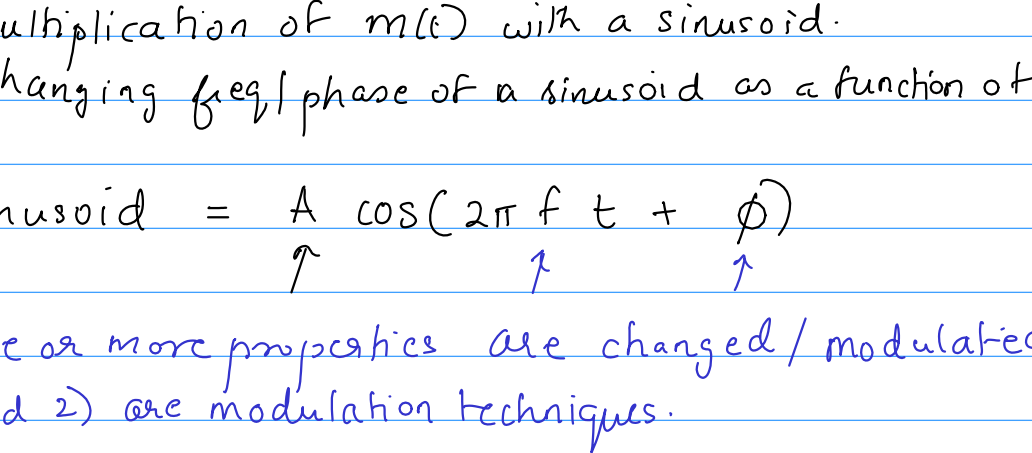 ultiplication of m(t) with a sinusoid.
hanging freq/phase of a sinusoid as a function of
nusoid = A cos(2π f t + φ)
↑ ↑ ↑
e or more properties are changed/modulated
d 2) are modulation techniques.